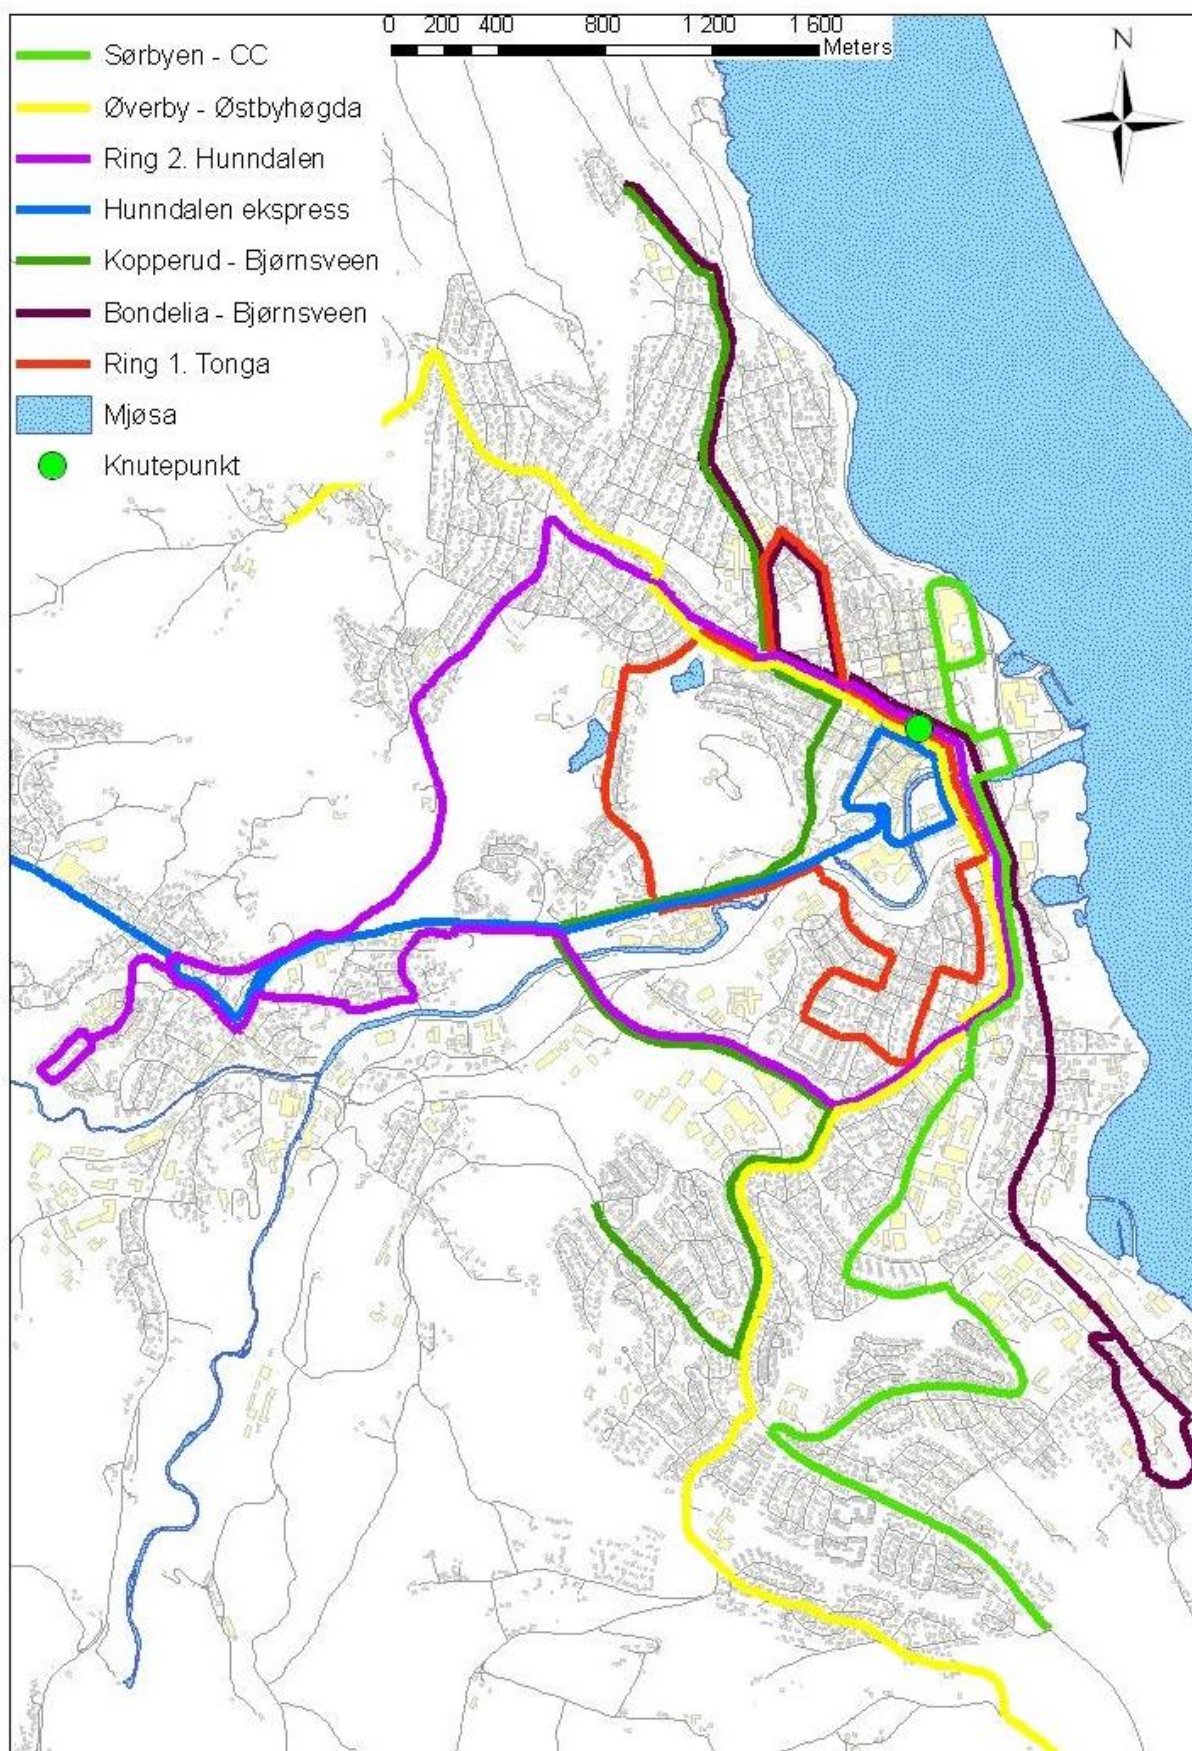 0 200 400 800 1 200 1 600
Meters
N
Sørbyen - CC
Øverby - Østbyhøgda
Ring 2. Hunndalen
Hunndalen ekspress
Kopperud - Bjørnsveen
Bondelia - Bjørnsveen
Ring 1. Tonga
Mjøsa
Knutepunkt